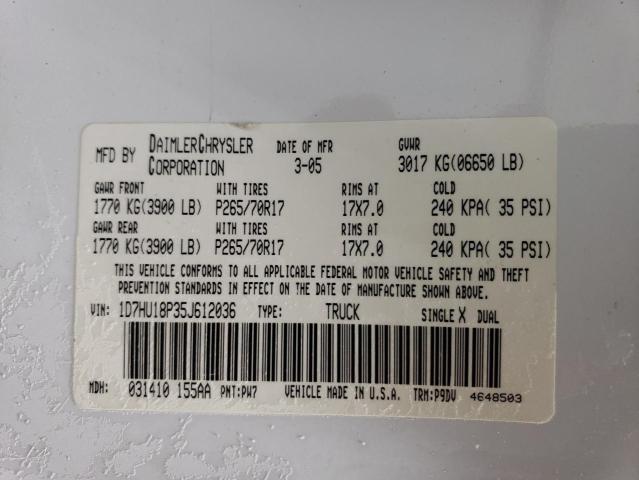 MFD BY DAIMLERCHRYSLER CORPORATION DATE OF MFR 3-05 GVWR 3017 KG(06650 LB)
GAWR FRONT WITH TIRES RIMS AT COLD
1770 KG(3900 LB) P265/70R17 17X7.0 240 KPA( 35 PSI)
GAWR REAR WITH TIRES RIMS AT COLD
1770 KG(3900 LB) P265/70R17 17X7.0 240 KPA( 35 PSI)
THIS VEHICLE CONFORMS TO ALL APPLICABLE FEDERAL MOTOR VEHICLE SAFETY AND THEFT
PREVENTION STANDARDS IN EFFECT ON THE DATE OF MANUFACTURE SHOWN ABOVE.
VIN: 1D7HU18P35J612036 TYPE: TRUCK SINGLE X DUAL
MDH: 031410 155AA PNT:PW7 VEHICLE MADE IN U.S.A. TRM:P9DV 4648503